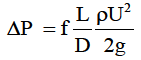 ΔP = f L/D ρU²/2g